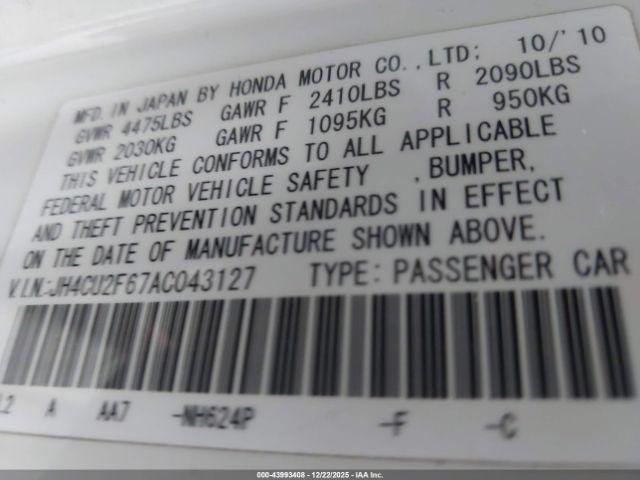 MFD. IN JAPAN BY HONDA MOTOR CO.,LTD; 10/'10
GVWR 4475LBS GAWR F 2410LBS R 2090LBS
GVWR 2030KG GAWR F 1095KG R 950KG
THIS VEHICLE CONFORMS TO ALL APPLICABLE
FEDERAL MOTOR VEHICLE SAFETY ,BUMPER,
AND THEFT PREVENTION STANDARDS IN EFFECT
ON THE DATE OF MANUFACTURE SHOWN ABOVE.
V.I.N.:JH4CU2F67AC043127 TYPE:PASSENGER CAR
A AA7 -NH624P -F -C
000-43993408 - 12/22/2025 - IAAI.com